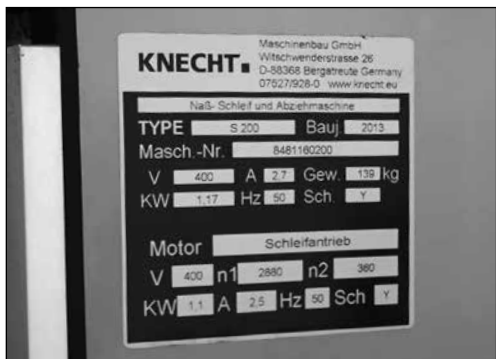 KNECHT.
Maschinenbau GmbH
Witschwenderstrasse 26
D-88368 Bergatreute Germany
07527/928-0 www.knecht.eu
Naß- Schleif und Abziehmaschine
TYPE S 200 Bauj. 2013
Masch.-Nr. 8481160200
V 400 A 2.7 Gew. 139 kg
KW 1,17 Hz 50 Sch. Y
Motor Schleifantrieb
V 400 n1 2880 n2 360
KW 1.1 A 2.5 Hz 50 Sch Y